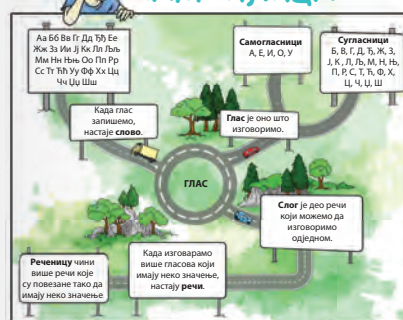 Аа Бб Вв Гг Дд Ђђ Ее
Жж Зз Ии Јј Кк Лл Љљ
Мм Нн Њњ Оо Пп Рр
Сс Тт Ћћ Уу Фф Хх Цц
Чч Џџ Шш
Самогласници
А, Е, И, О, У
Сугласници
Б, В, Г, Д, Ђ, Ж, З,
Ј, К, Л, Љ, М, Н, Њ,
П, Р, С, Т, Ћ, Ф, Х,
Ц, Ч, Џ, Ш
Када глас
запишемо,
настаје слово.
Глас је оно што
изговоримо.
ГЛАС
Слог је део речи
који можемо да
изговоримо
одједном.
Реченицу чини
више речи које
су повезане тако да
имају неко значење
Када изговарамо
више гласова који
имају неко значење,
настају речи.